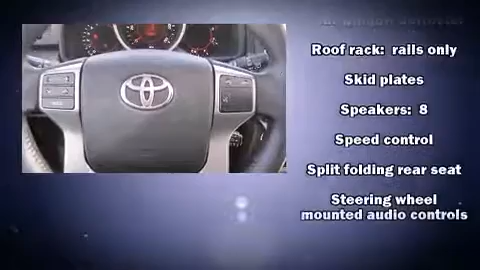 Roof rack: rails only
Skid plates
Speakers: 8
Speed control
Split folding rear seat
Steering wheel
mounted audio controls